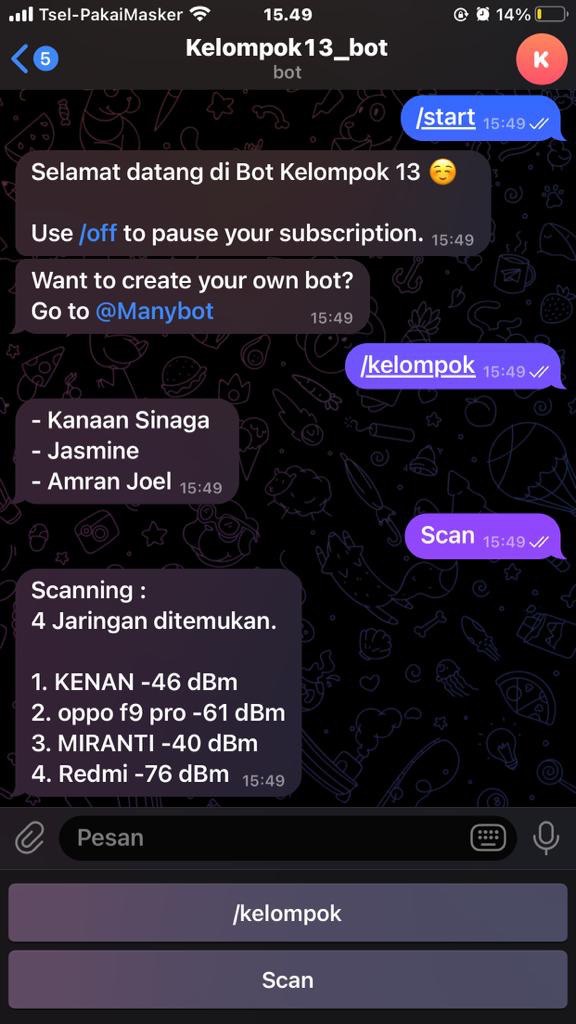 Tsel-PakaiMasker 15.49 14%
5 Kelompok13_bot K
bot
/start 15:49
Selamat datang di Bot Kelompok 13 ☺️
Use /off to pause your subscription. 15:49
Want to create your own bot?
Go to @Manybot 15:49
/kelompok 15:49
- Kanaan Sinaga
- Jasmine
- Amran Joel 15:49
Scan 15:49
Scanning :
4 Jaringan ditemukan.
1. KENAN -46 dBm
2. oppo f9 pro -61 dBm
3. MIRANTI -40 dBm
4. Redmi -76 dBm 15:49
Pesan
/kelompok
Scan